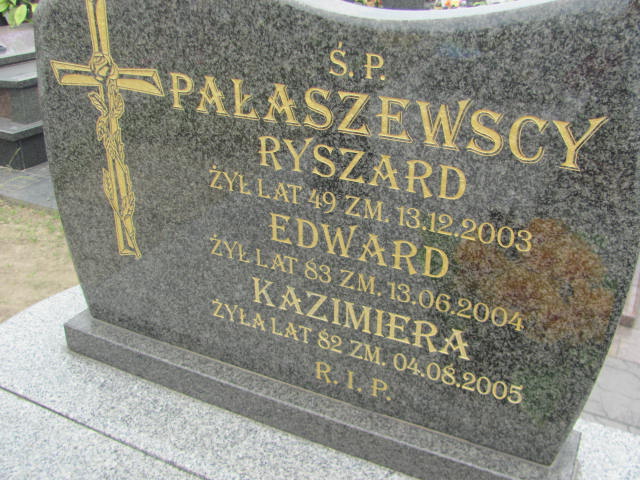 Ś. P.
PAŁASZEWSCY
RYSZARD
ŻYŁ LAT 49 ZM. 13.12.2003
EDWARD
ŻYŁ LAT 83 ZM. 13.06.2004
KAZIMIERA
ŻYŁA LAT 82 ZM. 04.08.2005
R. I. P.